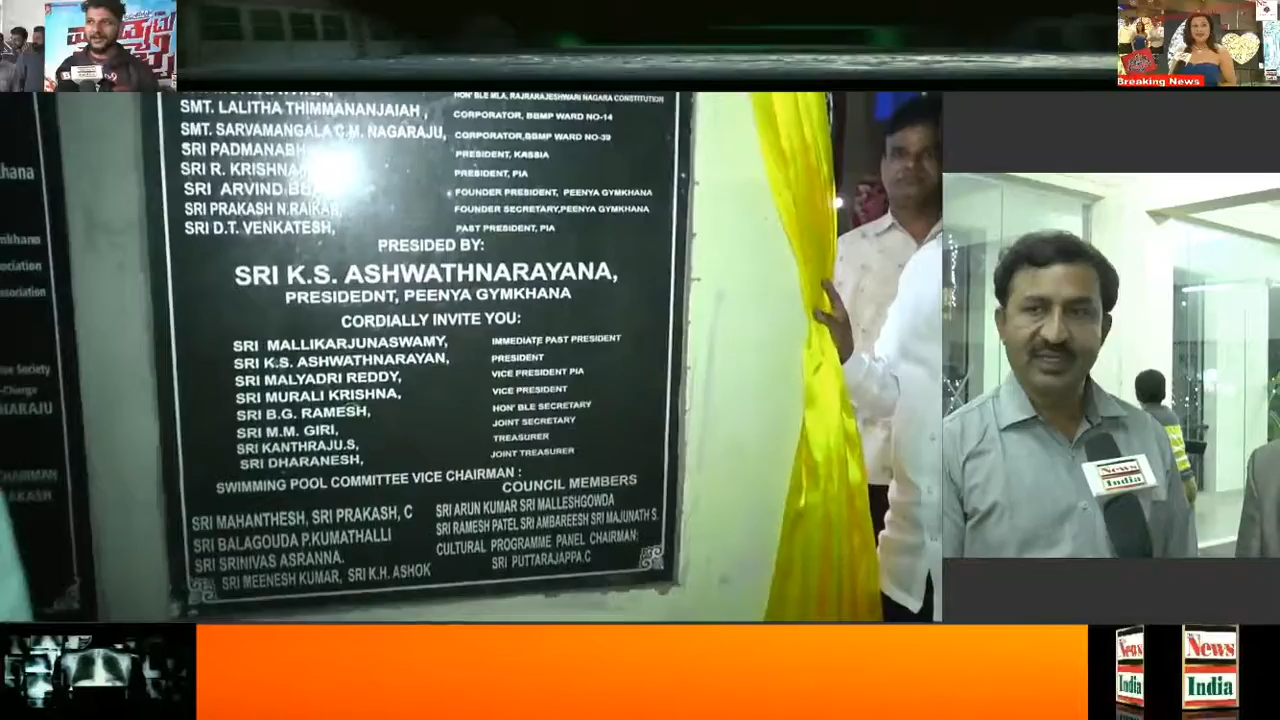 Breaking News
HON' BLE MLA, RAJRARAJESHWARI NAGARA CONSTITUTION
SMT. LALITHA THIMMANANJAIAH, CORPORATOR, BBMP WARD NO-14
SMT. SARVAMANGALA C.M. NAGARAJU, CORPORATOR,BBMP WARD NO-39
SRI PADMANABH PRESIDENT, KASSIA
SRI R. KRISHNA PRESIDENT, PIA
SRI ARVIND FOUNDER PRESIDENT, PEENYA GYMKHANA
SRI PRAKASH N.RAIKAR, FOUNDER SECRETARY,PEENYA GYMKHANA
SRI D.T. VENKATESH, PAST PRESIDENT, PIA
PRESIDED BY:
SRI K.S. ASHWATHNARAYANA,
PRESIDEDNT, PEENYA GYMKHANA
CORDIALLY INVITE YOU:
SRI MALLIKARJUNASWAMY, IMMEDIATE PAST PRESIDENT
SRI K.S. ASHWATHNARAYAN, PRESIDENT
SRI MALYADRI REDDY, VICE PRESIDENT PIA
SRI MURALI KRISHNA, VICE PRESIDENT
SRI B.G. RAMESH, HON' BLE SECRETARY
SRI M.M. GIRI, JOINT SECRETARY
SRI KANTHRAJU.S, TREASURER
SRI DHARANESH, JOINT TREASURER
SWIMMING POOL COMMITTEE VICE CHAIRMAN :
SRI MAHANTHESH, SRI PRAKASH, C
SRI BALAGOUDA P.KUMATHALLI
SRI SRINIVAS ASRANNA.
SRI MEENESH KUMAR, SRI K.H. ASHOK
COUNCIL MEMBERS
SRI ARUN KUMAR SRI MALLESHGOWDA
SRI RAMESH PATEL SRI AMBAREESH SRI MAJUNATH S.
CULTURAL PROGRAMME PANEL CHAIRMAN:
SRI PUTTARAJAPPA.C
Society
CHAIRMAN
News
India
News
India
News
India